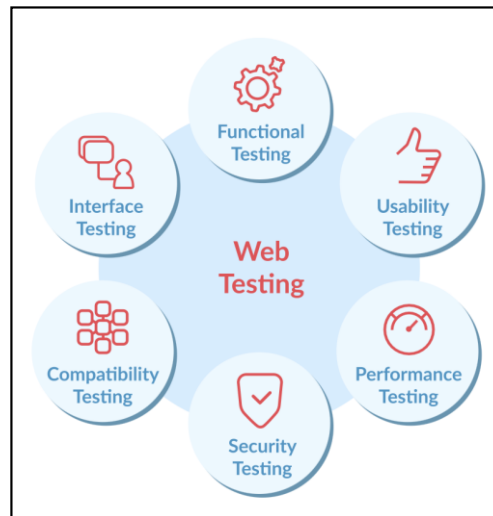 Functional
Testing
Interface
Testing
Usability
Testing
Web
Testing
Compatibility
Testing
Performance
Testing
Security
Testing